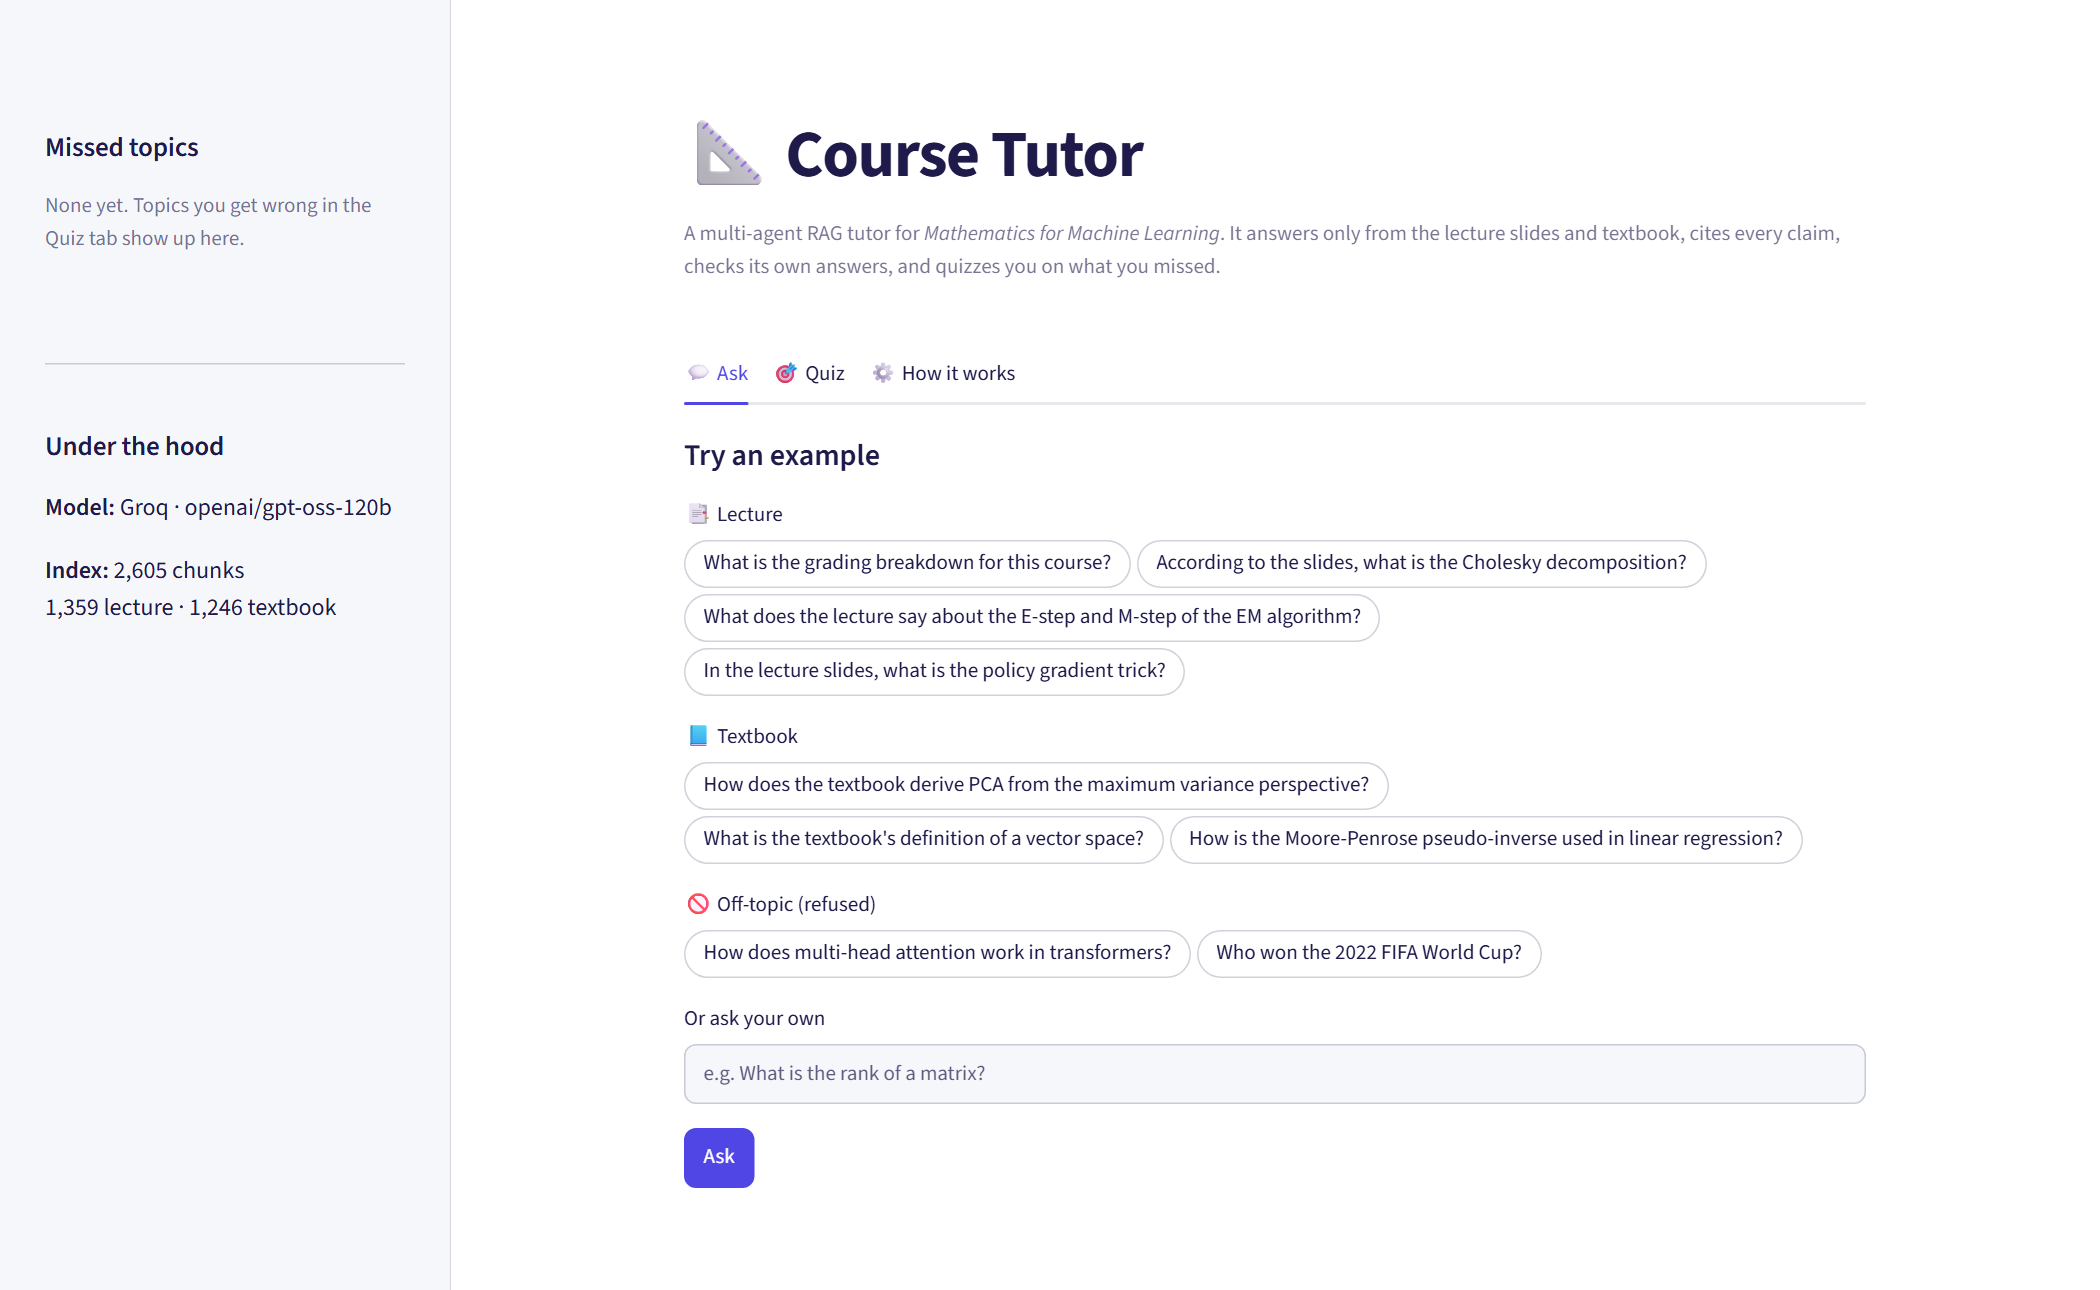 Missed topics
None yet. Topics you get wrong in the
Quiz tab show up here.
Under the hood
Model: Groq · openai/gpt-oss-120b
Index: 2,605 chunks
1,359 lecture · 1,246 textbook
Course Tutor
A multi-agent RAG tutor for Mathematics for Machine Learning. It answers only from the lecture slides and textbook, cites every claim,
checks its own answers, and quizzes you on what you missed.
Ask Quiz How it works
Try an example
Lecture
What is the grading breakdown for this course? According to the slides, what is the Cholesky decomposition?
What does the lecture say about the E-step and M-step of the EM algorithm?
In the lecture slides, what is the policy gradient trick?
Textbook
How does the textbook derive PCA from the maximum variance perspective?
What is the textbook's definition of a vector space? How is the Moore-Penrose pseudo-inverse used in linear regression?
Off-topic (refused)
How does multi-head attention work in transformers? Who won the 2022 FIFA World Cup?
Or ask your own
e.g. What is the rank of a matrix?
Ask